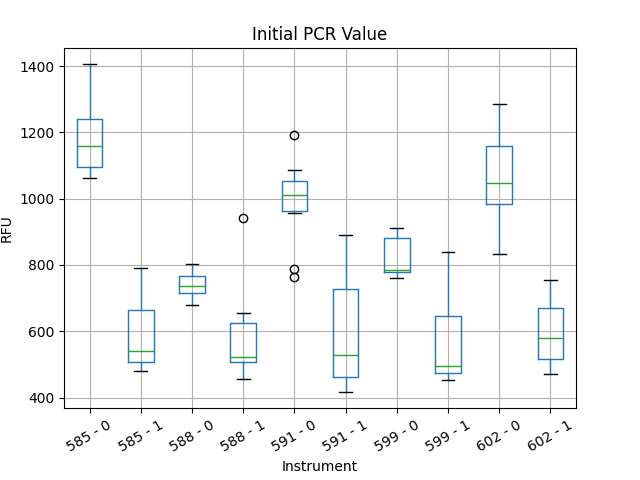 Initial PCR Value
1400
1200
1000
800
600
400
RFU
585 - 0
585 - 1
588 - 0
588 - 1
591 - 0
591 - 1
599 - 0
599 - 1
602 - 0
602 - 1
Instrument